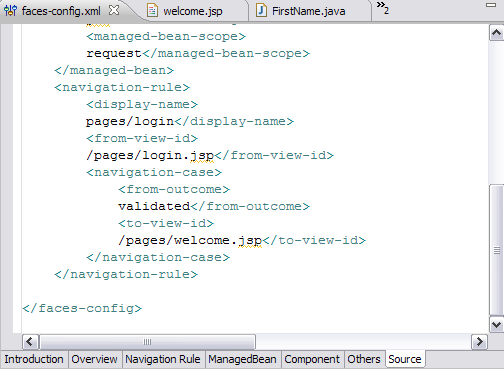 faces-config.xml welcome.jsp FirstName.java »2
<managed-bean-scope>
request</managed-bean-scope>
</managed-bean>
<navigation-rule>
<display-name>
pages/login</display-name>
<from-view-id>
/pages/login.jsp</from-view-id>
<navigation-case>
<from-outcome>
validated</from-outcome>
<to-view-id>
/pages/welcome.jsp</to-view-id>
</navigation-case>
</navigation-rule>
</faces-config>
Introduction Overview Navigation Rule ManagedBean Component Others Source